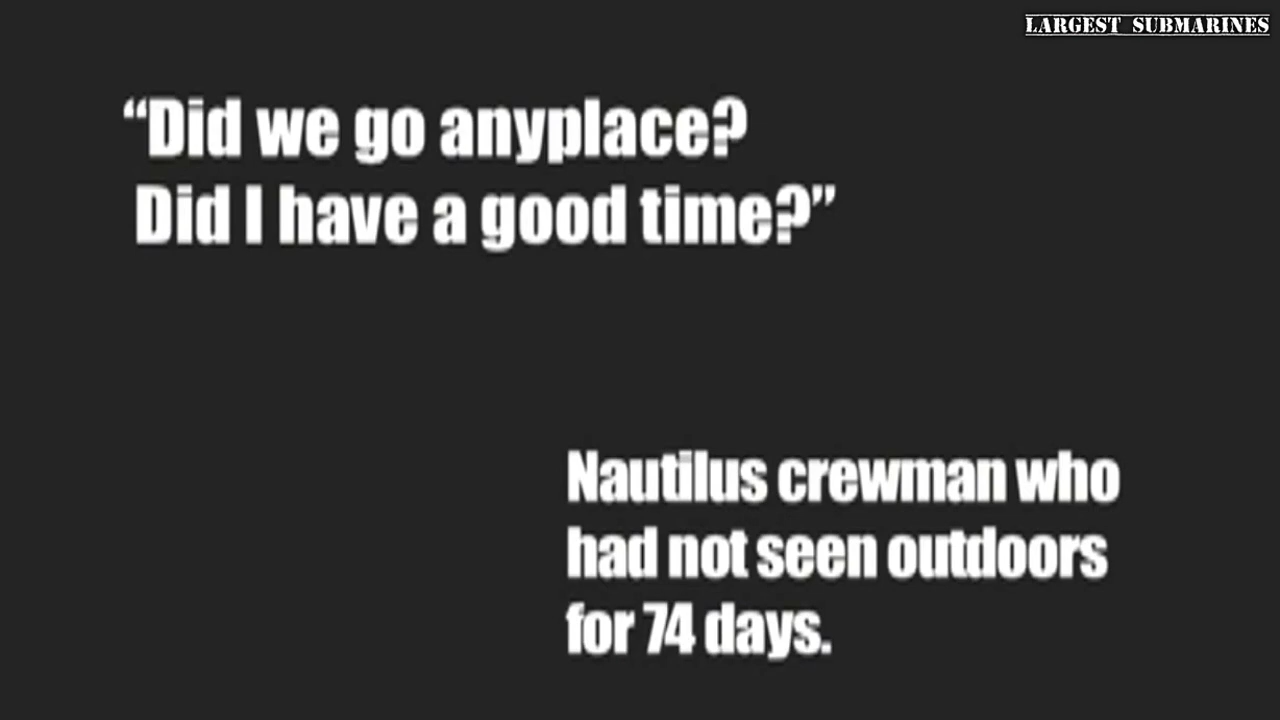 LARGEST SUBMARINES
“Did we go anyplace?
Did I have a good time?”
Nautilus crewman who
had not seen outdoors
for 74 days.